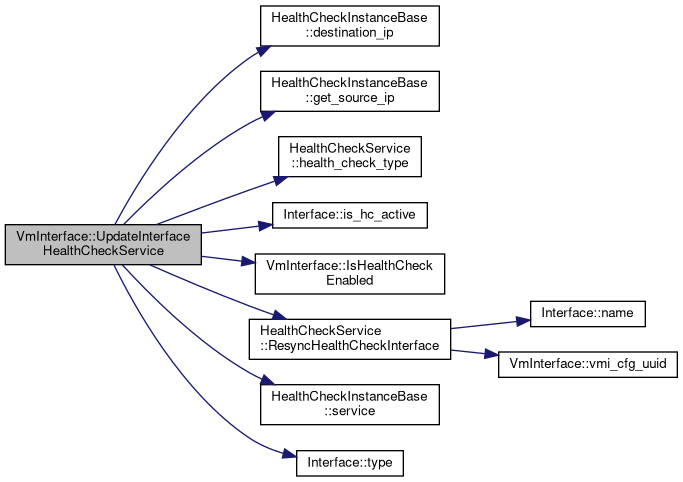 HealthCheckInstanceBase
::destination_ip
HealthCheckInstanceBase
::get_source_ip
HealthCheckService
::health_check_type
Interface::is_hc_active
VmInterface::UpdateInterface
HealthCheckService
VmInterface::IsHealthCheck
Enabled
HealthCheckService
::ResyncHealthCheckInterface
Interface::name
VmInterface::vmi_cfg_uuid
HealthCheckInstanceBase
::service
Interface::type